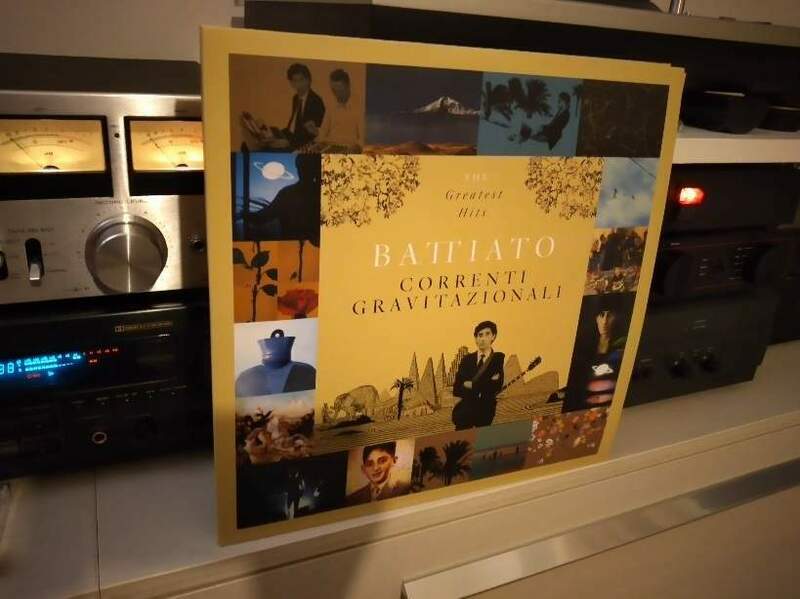 THE
Greatest
Hits
BATTIATO
CORRENTI
GRAVITAZIONALI